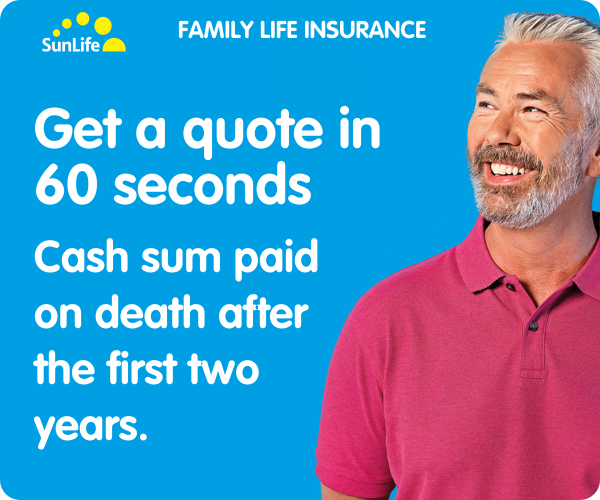 SunLife
FAMILY LIFE INSURANCE
Get a quote in
60 seconds
Cash sum paid
on death after
the first two
years.